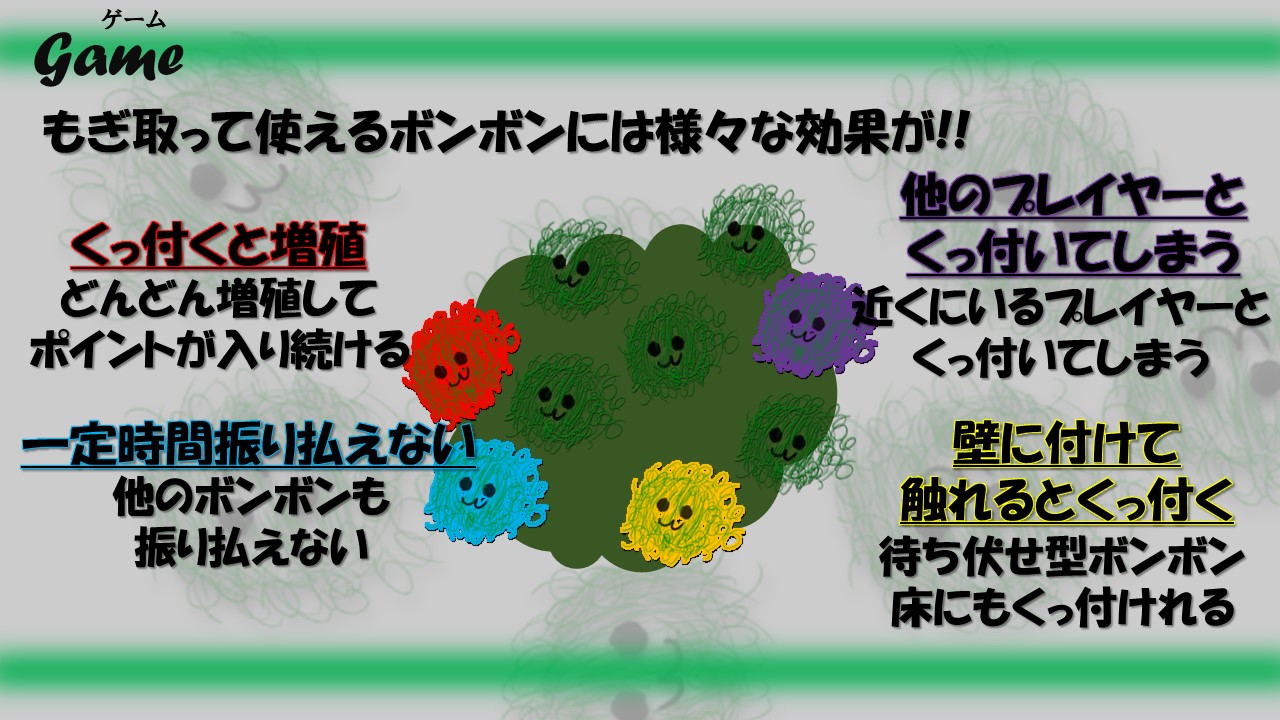 ゲーム
Game
もぎ取って使えるボンボンには様々な効果が!!
くっ付くと増殖
どんどん増殖して
ポイントが入り続ける
一定時間振り払えない
他のボンボンも
振り払えない
他のプレイヤーと
くっ付いてしまう
近くにいるプレイヤーと
くっ付いてしまう
壁に付けて
触れるとくっ付く
待ち伏せ型ボンボン
床にもくっ付けれる